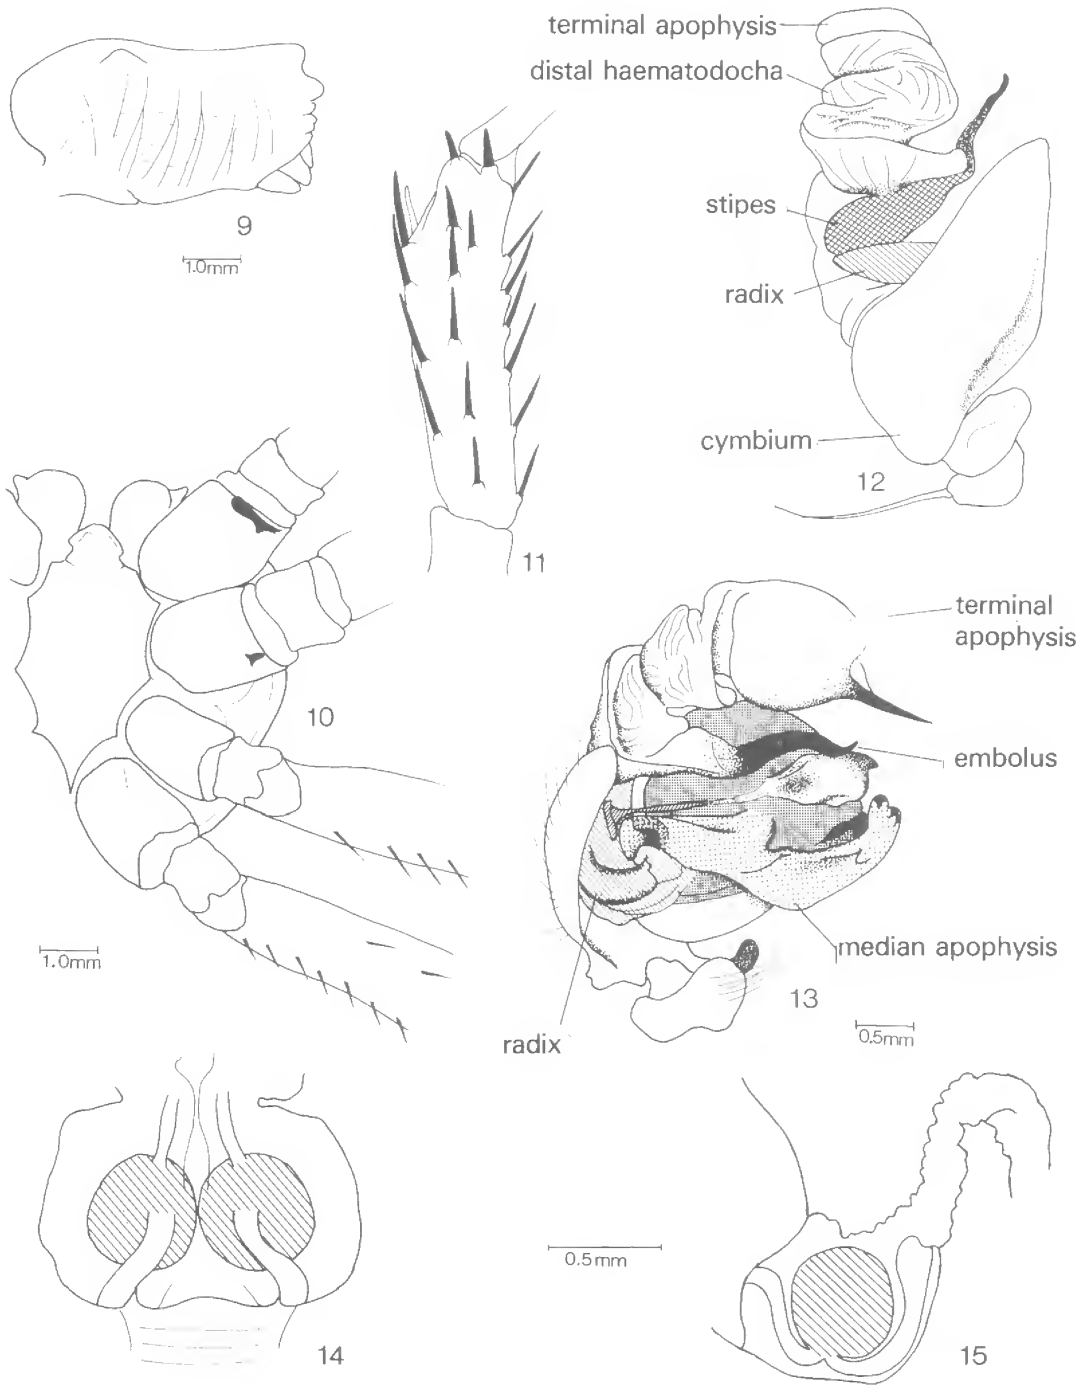 terminal apophysis
distal haematodocha
9
1.0mm
stipes
radix
cymbium
12
11
10
1.0mm
terminal
apophysis
embolus
median apophysis
13
0.5mm
radix
14
0.5mm
15